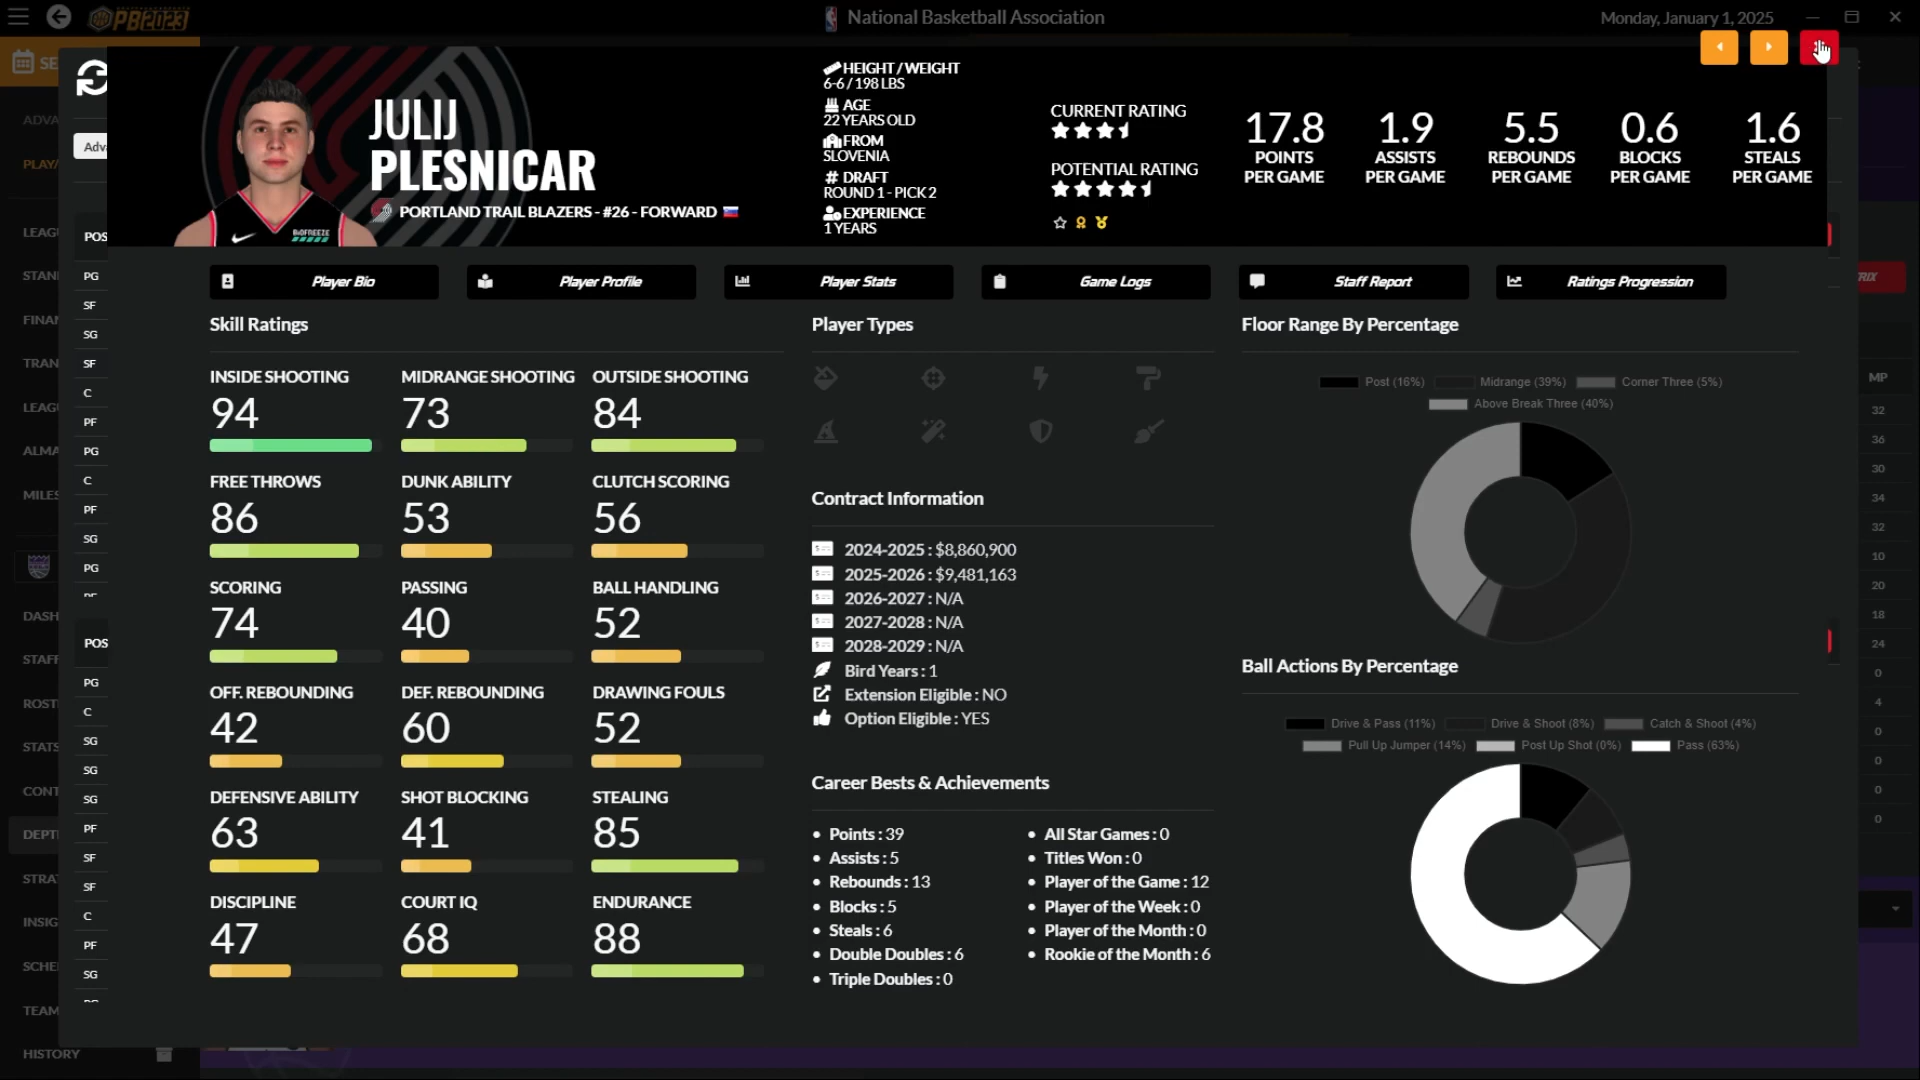 PB2023
National Basketball Association
Monday, January 1, 2025
JULIJ
PLESNICAR
PORTLAND TRAIL BLAZERS - #26 - FORWARD
BIOFREEZE
HEIGHT / WEIGHT
6-6 / 198 LBS
AGE
22 YEARS OLD
FROM
SLOVENIA
DRAFT
ROUND 1 - PICK 2
EXPERIENCE
1 YEARS
CURRENT RATING
POTENTIAL RATING
17.8
POINTS
PER GAME
1.9
ASSISTS
PER GAME
5.5
REBOUNDS
PER GAME
0.6
BLOCKS
PER GAME
1.6
STEALS
PER GAME
Player Bio
Player Profile
Player Stats
Game Logs
Staff Report
Ratings Progression
Skill Ratings
INSIDE SHOOTING
94
MIDRANGE SHOOTING
73
OUTSIDE SHOOTING
84
FREE THROWS
86
DUNK ABILITY
53
CLUTCH SCORING
56
SCORING
74
PASSING
40
BALL HANDLING
52
OFF. REBOUNDING
42
DEF. REBOUNDING
60
DRAWING FOULS
52
DEFENSIVE ABILITY
63
SHOT BLOCKING
41
STEALING
85
DISCIPLINE
47
COURT IQ
68
ENDURANCE
88
Player Types
Contract Information
2024-2025 : $8,860,900
2025-2026 : $9,481,163
2026-2027 : N/A
2027-2028 : N/A
2028-2029 : N/A
Bird Years : 1
Extension Eligible : NO
Option Eligible : YES
Career Bests & Achievements
Points : 39
Assists : 5
Rebounds : 13
Blocks : 5
Steals : 6
Double Doubles : 6
Triple Doubles : 0
All Star Games : 0
Titles Won : 0
Player of the Game : 12
Player of the Week : 0
Player of the Month : 0
Rookie of the Month : 6
Floor Range By Percentage
Post (16%) Midrange (39%) Corner Three (5%)
Above Break Three (40%)
Ball Actions By Percentage
Drive & Pass (11%) Drive & Shoot (8%) Catch & Shoot (4%)
Pull Up Jumper (14%) Post Up Shot (0%) Pass (63%)
POS
PG
SF
SG
SF
C
PF
PG
C
PF
SG
PG
POS
PG
C
SG
SG
SG
PF
SF
SF
C
PF
SG
MP
32
36
30
34
32
10
20
18
24
0
4
0
0
0
0
HISTORY